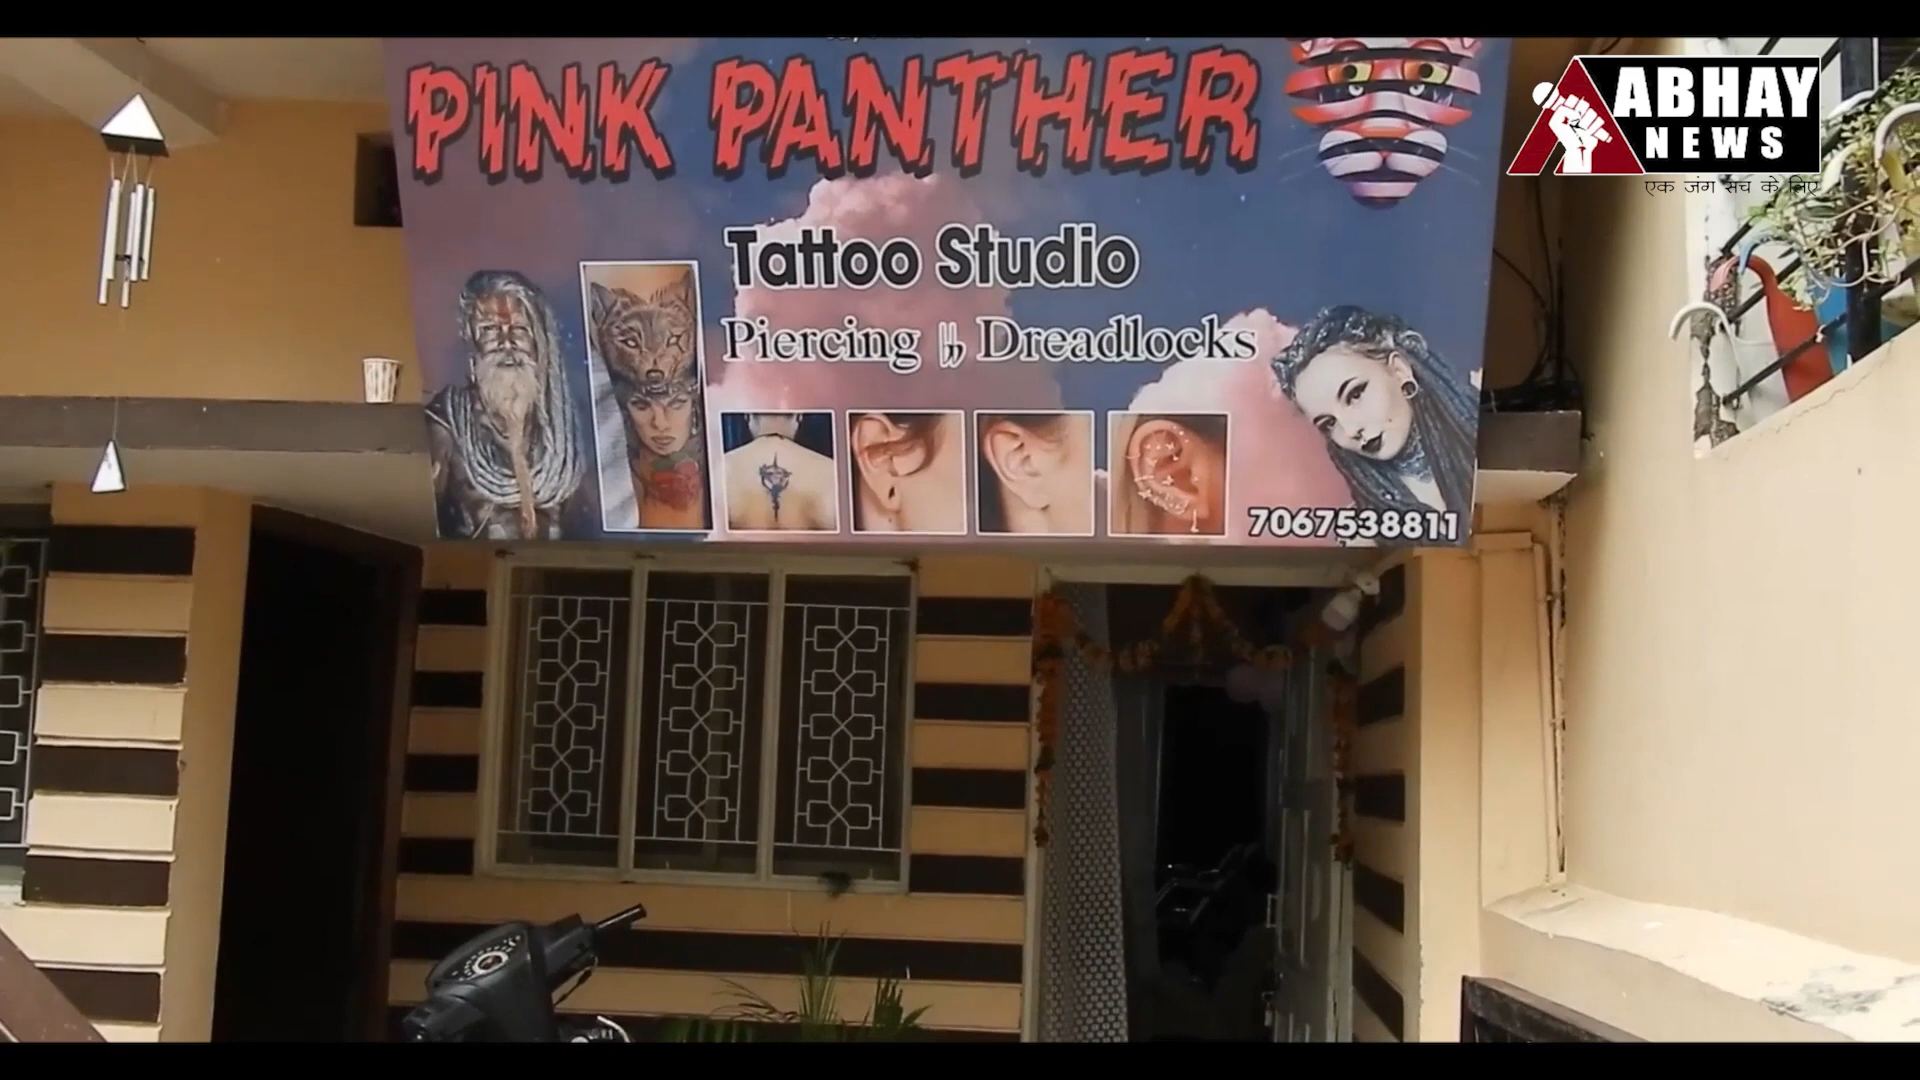 PINK PANTHER
Tattoo Studio
Piercing Dreadlocks
7067538811
ABHAY
NEWS
एक जंग सच के लिए